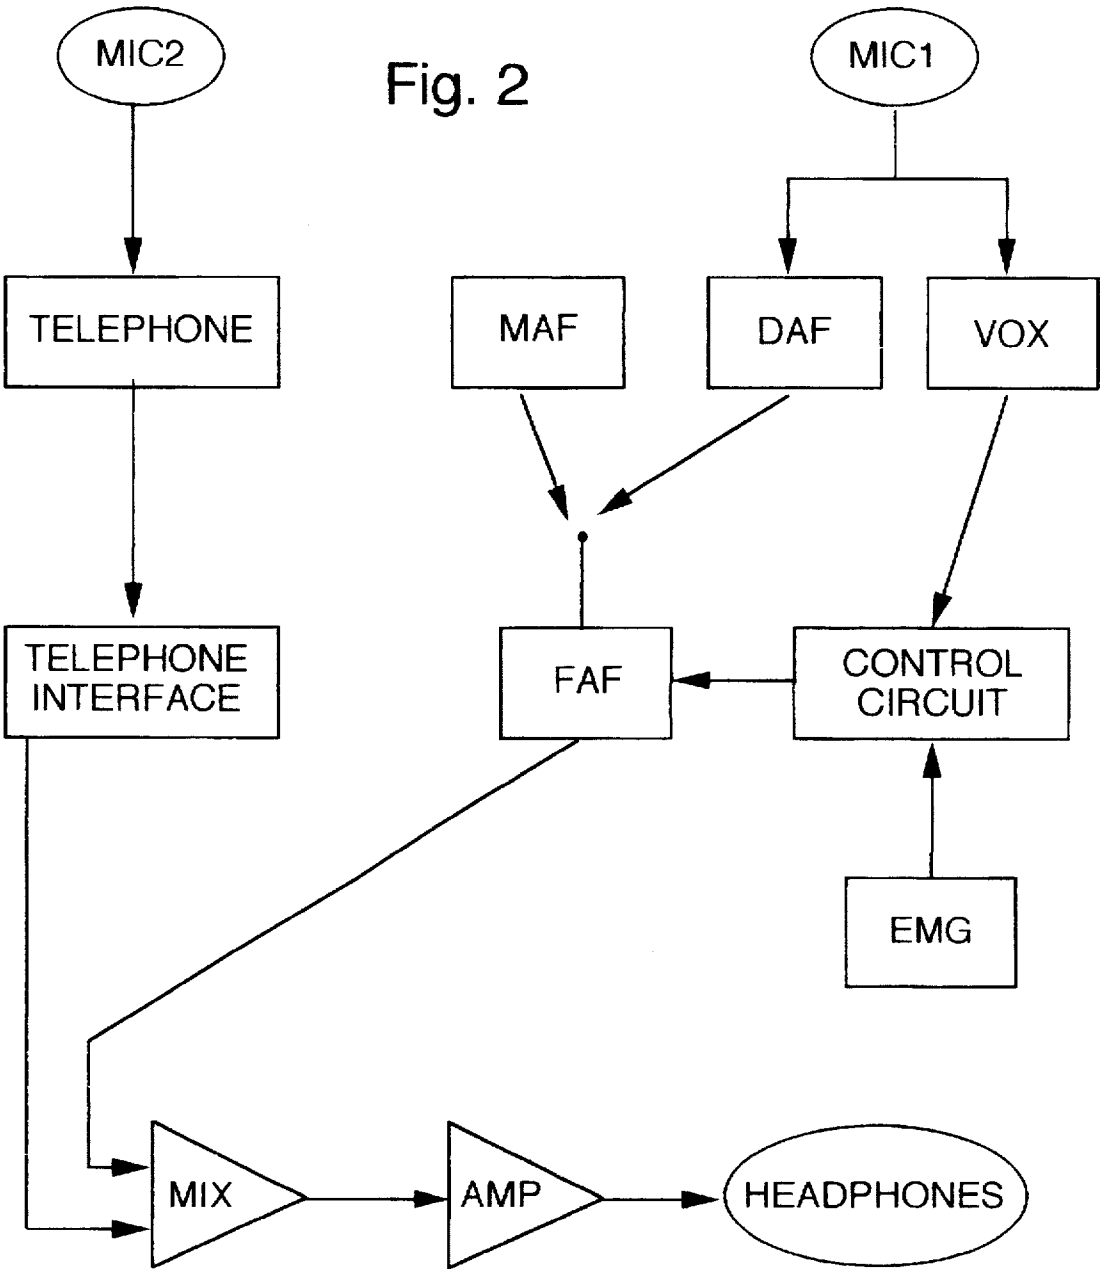 MIC2
Fig. 2
MIC1
TELEPHONE
MAF
DAF
VOX
TELEPHONE
INTERFACE
FAF
CONTROL
CIRCUIT
EMG
MIX
AMP
HEADPHONES